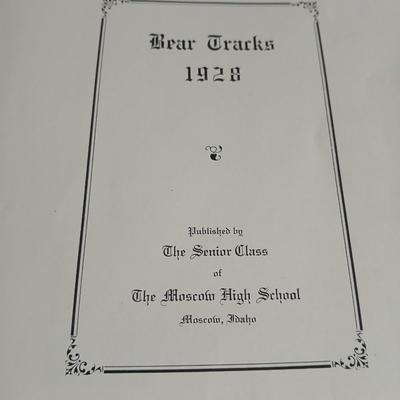 Bear Tracks
1928
Published by
The Senior Class
of
The Moscow High School
Moscow, Idaho